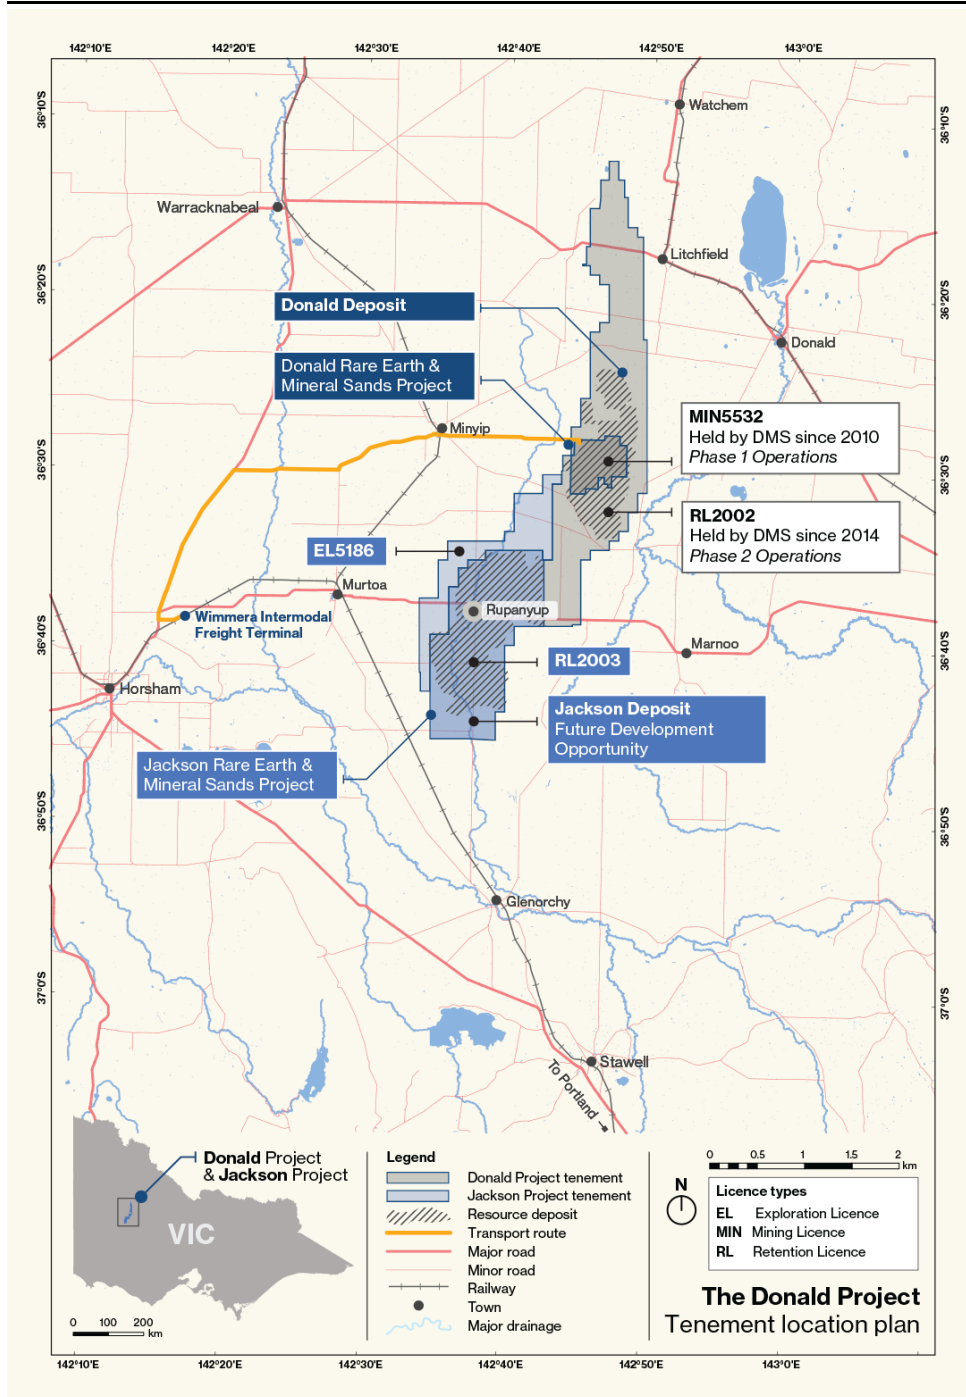 142°10'E 142°20'E 142°30'E 142°40'E 142°50'E 143°0'E
36°10'S
36°10'S
Watchem
Warracknabeal
Litchfield
36°20'S
36°20'S
Donald Deposit
Donald
Donald Rare Earth &
Mineral Sands Project
MIN5532
Held by DMS since 2010
Phase 1 Operations
Minyip
36°30'S
36°30'S
RL2002
Held by DMS since 2014
Phase 2 Operations
EL5186
Murtoa
Rupanyup
Wimmera Intermodal
Freight Terminal
36°40'S
36°40'S
Marnoo
RL2003
Horsham
Jackson Deposit
Future Development
Opportunity
Jackson Rare Earth &
Mineral Sands Project
36°50'S
36°50'S
Glenorchy
37°0'S
37°0'S
Stawell
To Portland
Donald Project
& Jackson Project
VIC
0 100 200
km
Legend
Donald Project tenement
Jackson Project tenement
Resource deposit
Transport route
Major road
Minor road
Railway
Town
Major drainage
0 0.5 1 1.5 2
km
N
Licence types
EL Exploration Licence
MIN Mining Licence
RL Retention Licence
The Donald Project
Tenement location plan
142°10'E 142°20'E 142°30'E 142°40'E 142°50'E 143°0'E